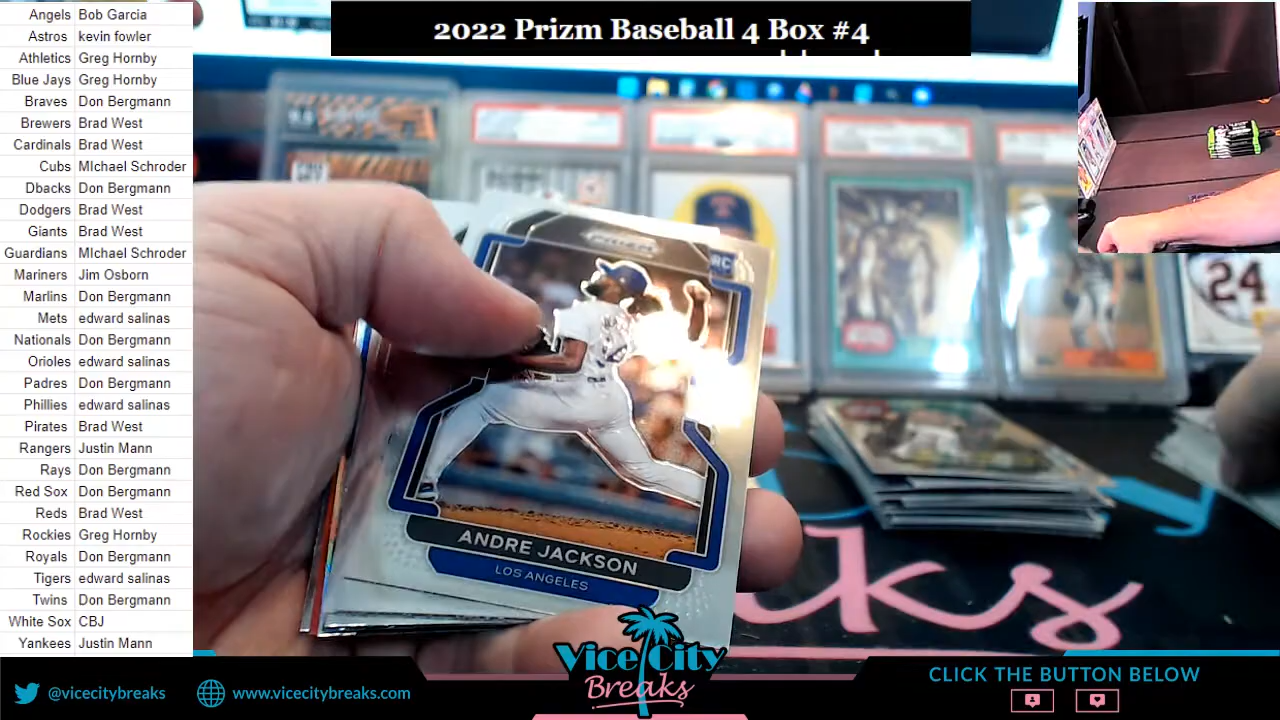 2022 Prizm Baseball 4 Box #4
Angels Bob Garcia
Astros kevin fowler
Athletics Greg Hornby
Blue Jays Greg Hornby
Braves Don Bergmann
Brewers Brad West
Cardinals Brad West
Cubs MIchael Schroder
Dbacks Don Bergmann
Dodgers Brad West
Giants Brad West
Guardians MIchael Schroder
Mariners Jim Osborn
Marlins Don Bergmann
Mets edward salinas
Nationals Don Bergmann
Orioles edward salinas
Padres Don Bergmann
Phillies edward salinas
Pirates Brad West
Rangers Justin Mann
Rays Don Bergmann
Red Sox Don Bergmann
Reds Brad West
Rockies Greg Hornby
Royals Don Bergmann
Tigers edward salinas
Twins Don Bergmann
White Sox CBJ
Yankees Justin Mann
PRIZM
RC
ANDRE JACKSON
LOS ANGELES
24
ks
Vice City
Breaks
@vicecitybreaks
www.vicecitybreaks.com
CLICK THE BUTTON BELOW